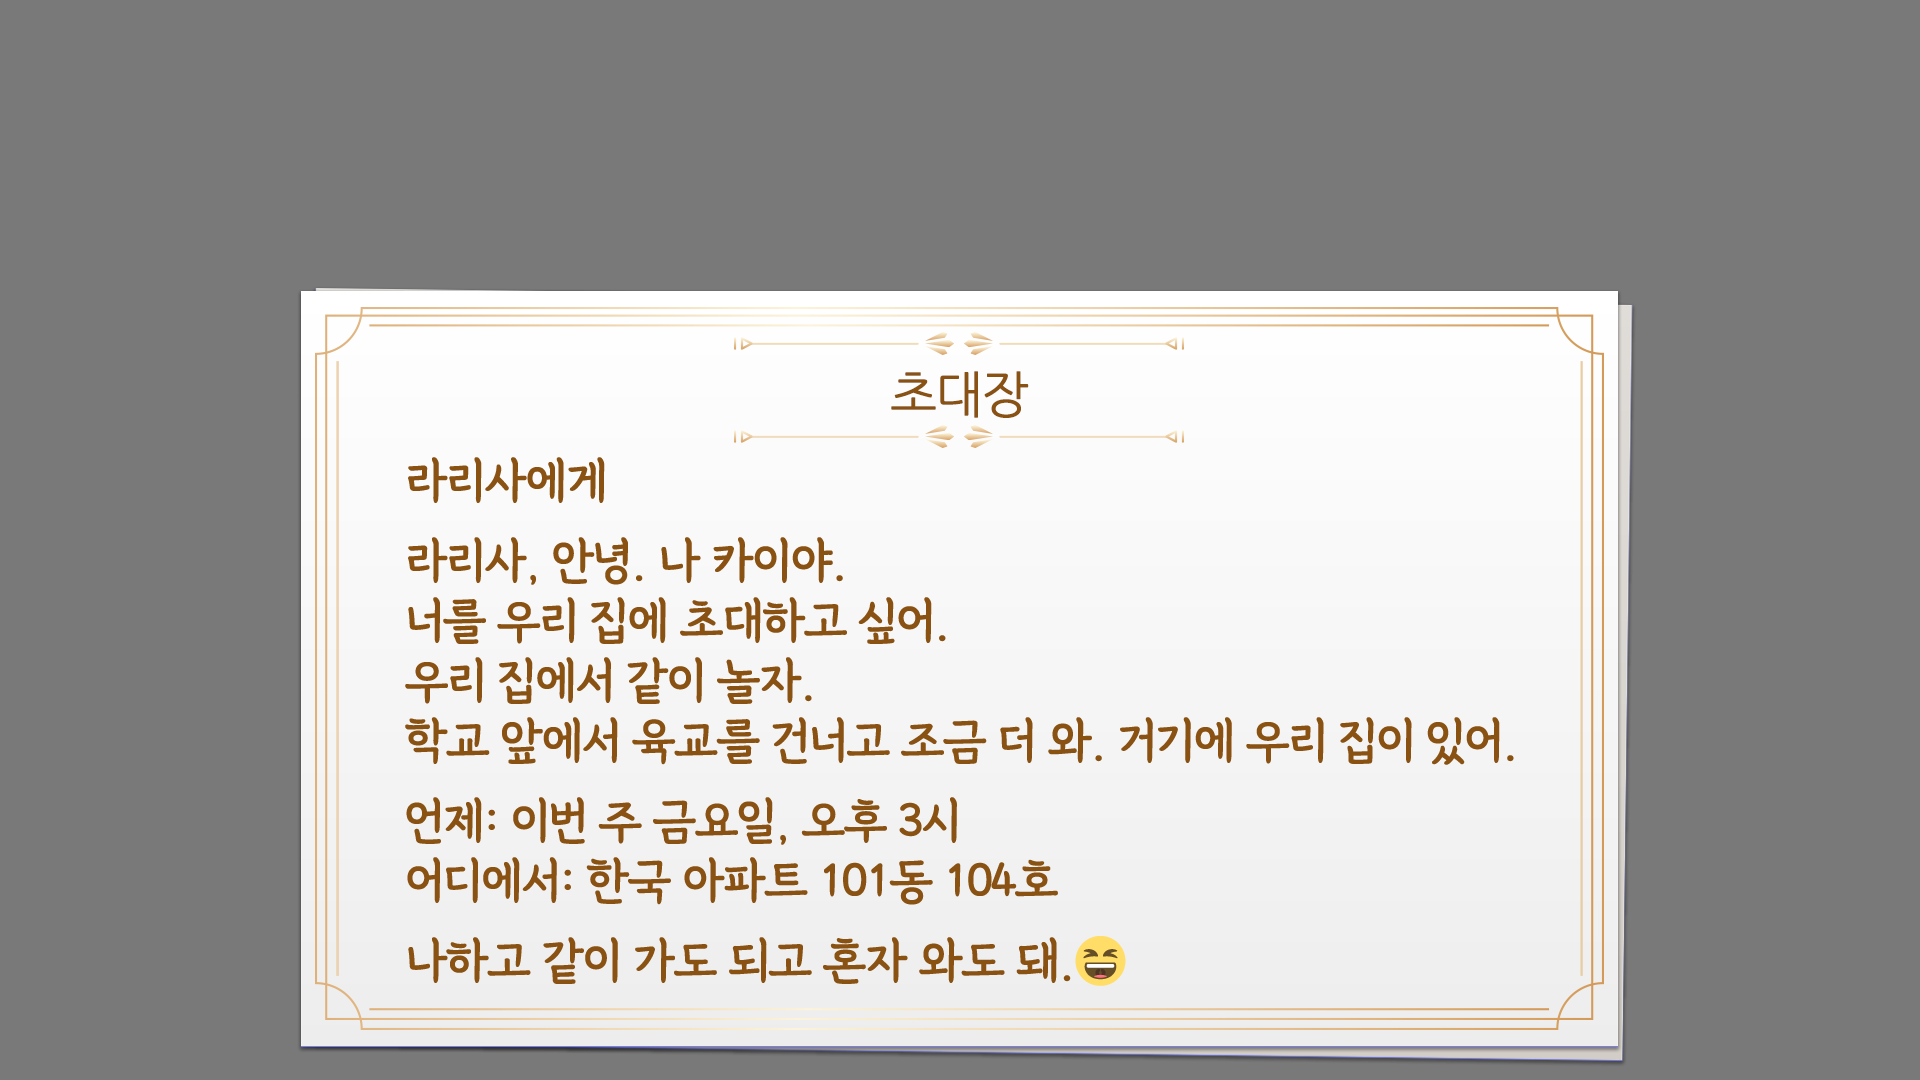 초대장
라리사에게
라리사, 안녕. 나 카이야.
너를 우리 집에 초대하고 싶어.
우리 집에서 같이 놀자.
학교 앞에서 육교를 건너고 조금 더 와. 거기에 우리 집이 있어.
언제: 이번 주 금요일, 오후 3시
어디에서: 한국 아파트 101동 104호
나하고 같이 가도 되고 혼자 와도 돼.😆